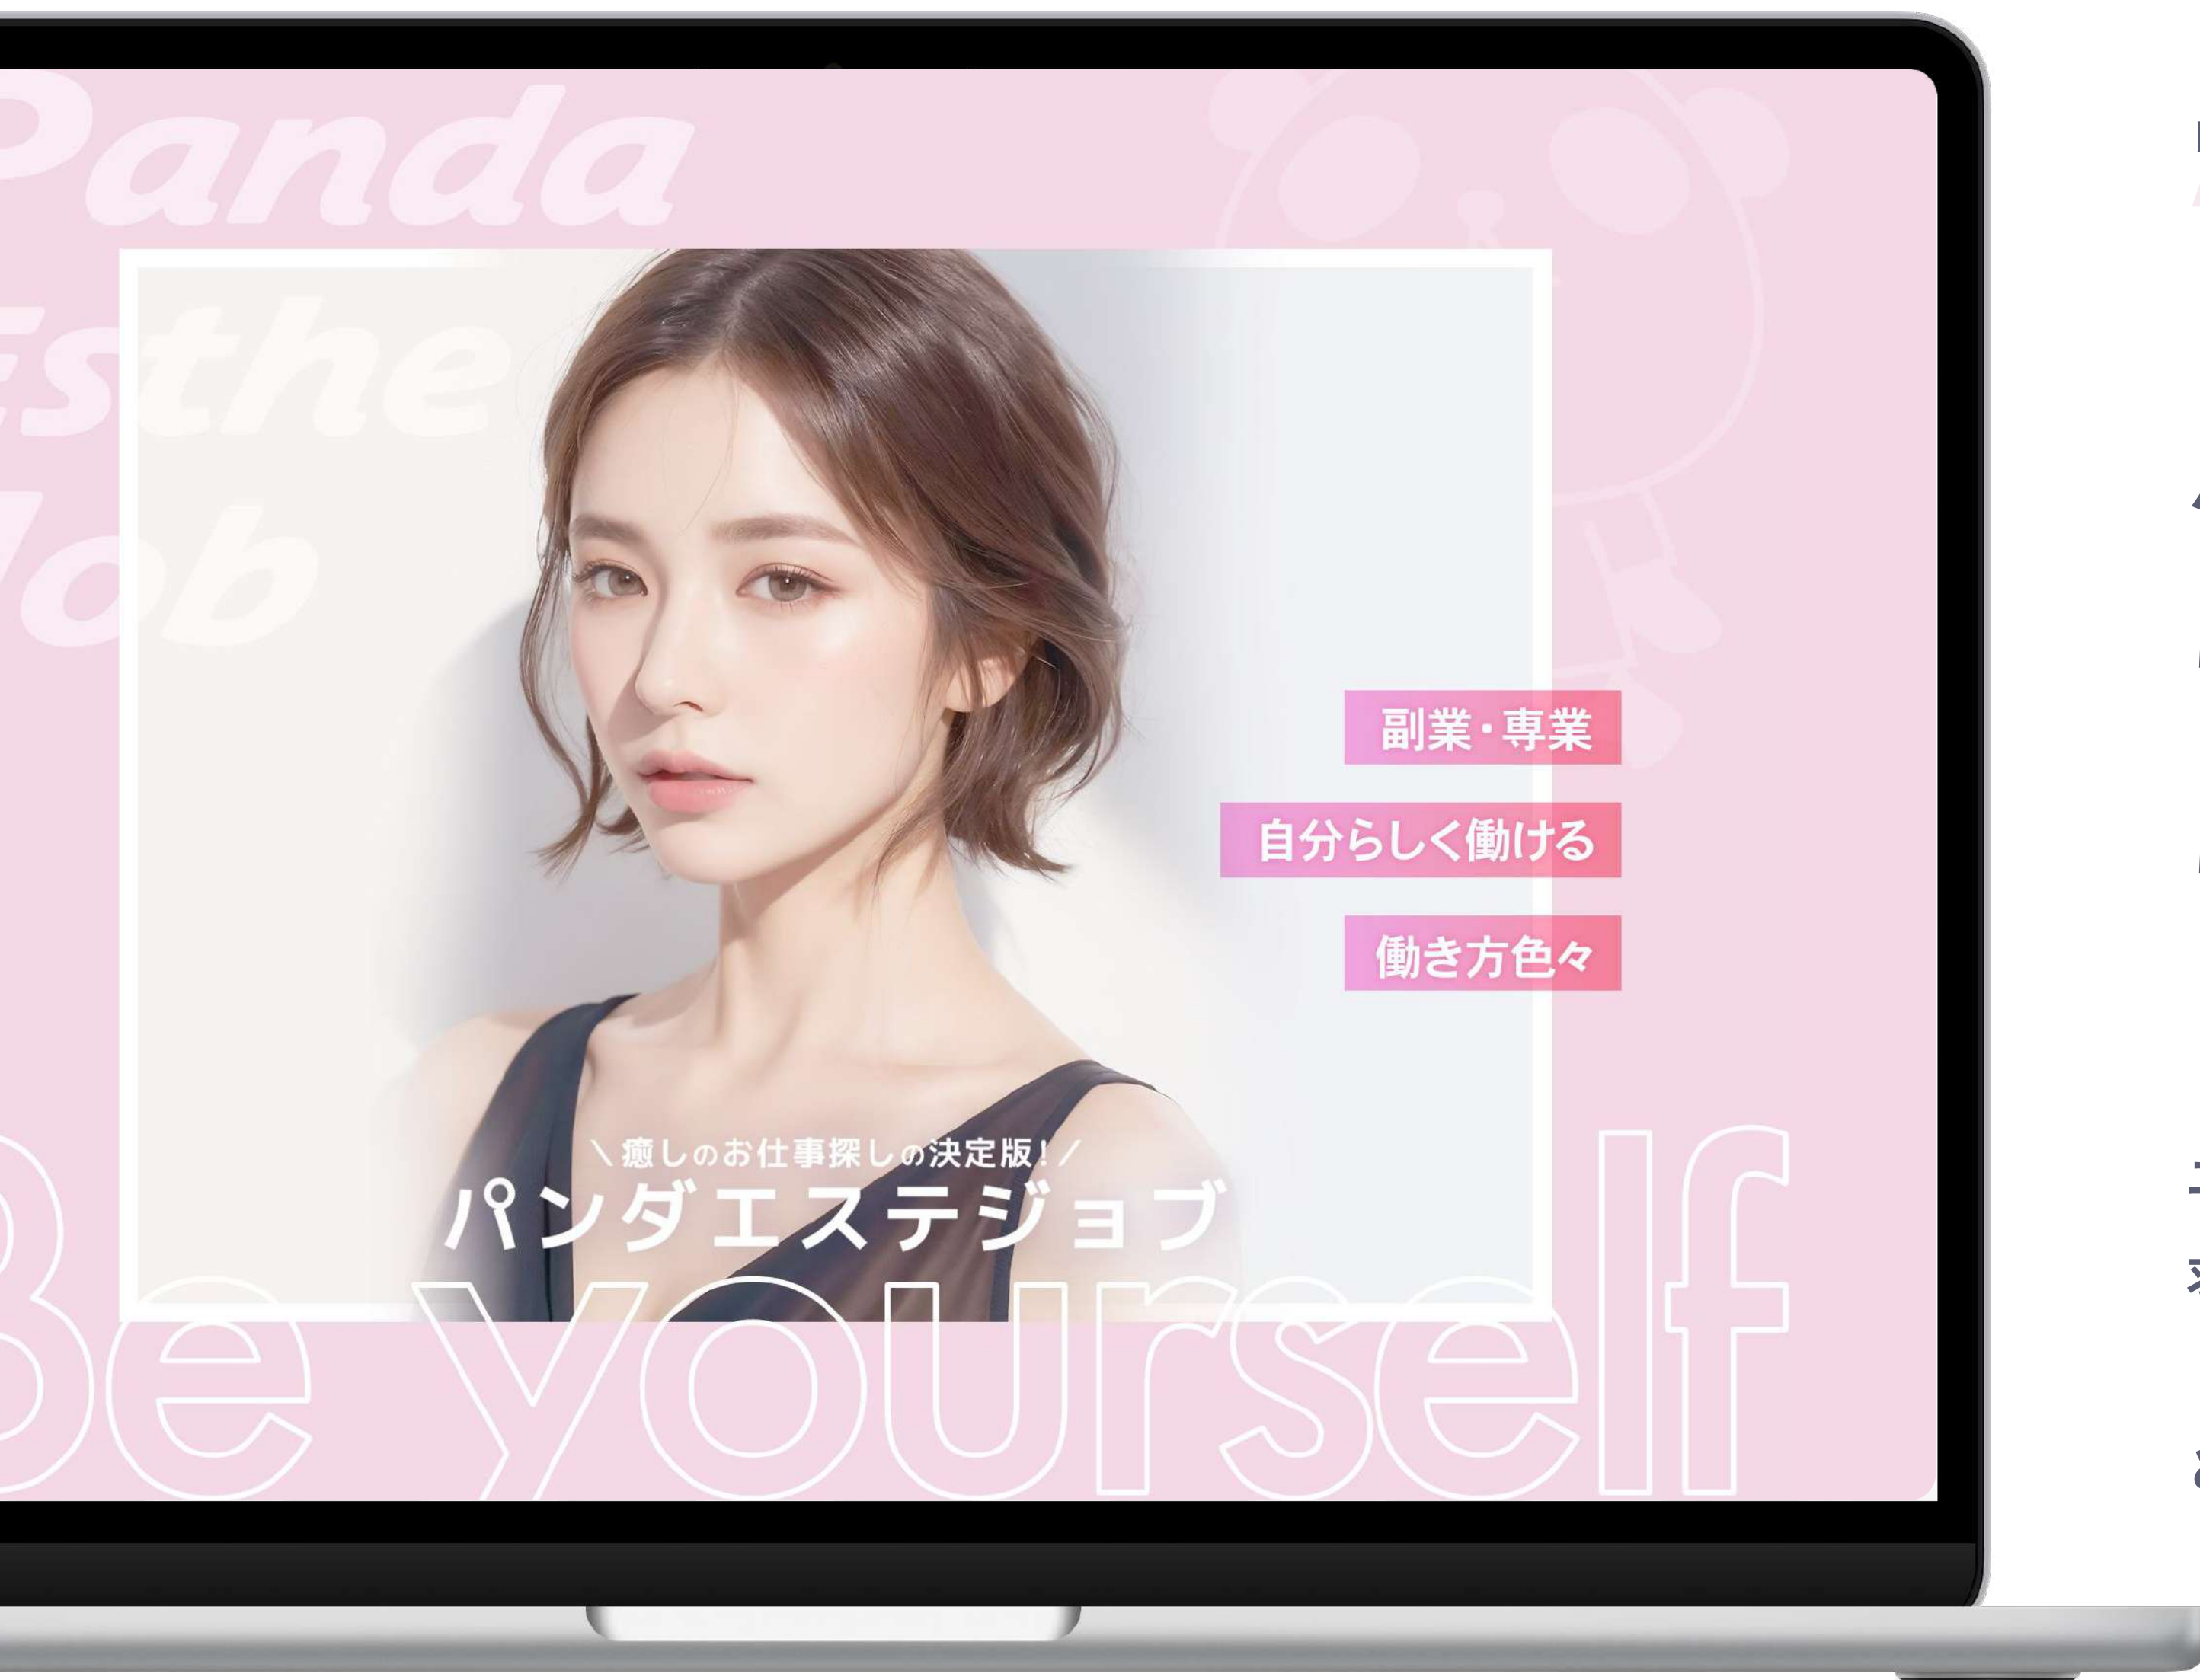 Panda
Esthe
Job
副業・専業
自分らしく働ける
働き方色々
\ 癒しのお仕事探しの決定版! /
パンダエステジョブ
Be yourself